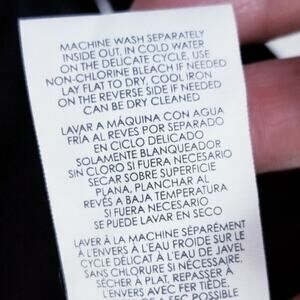 MACHINE WASH SEPARATELY
INSIDE OUT, IN COLD WATER
ON THE DELICATE CYCLE, USE
NON-CHLORINE BLEACH IF NEEDED
LAY FLAT TO DRY, COOL IRON
ON THE REVERSE SIDE IF NEEDED
CAN BE DRY CLEANED
LAVAR A MÁQUINA CON AGUA
FRÍA AL REVES POR SEPARADO
EN CICLO DELICADO
SOLAMENTE BLANQUEADOR
SIN CLORO SI FUERA NECESARIO
SECAR SOBRE SUPERFICIE
PLANA, PLANCHAR AL
REVÉS A BAJA TEMPERATURA
SI FUERA NECESARIO
SE PUEDE LAVAR EN SECO
LAVER À LA MACHINE SÉPARÉMENT
À L'ENVERS À L'EAU FROIDE SUR LE
CYCLE DÉLICAT À L'EAU DE JAVEL
SANS CHLORURE SI NÉCESSAIRE,
SÉCHER À PLAT, REPASSER À
L'ENVERS AVEC FER TIÈDE,